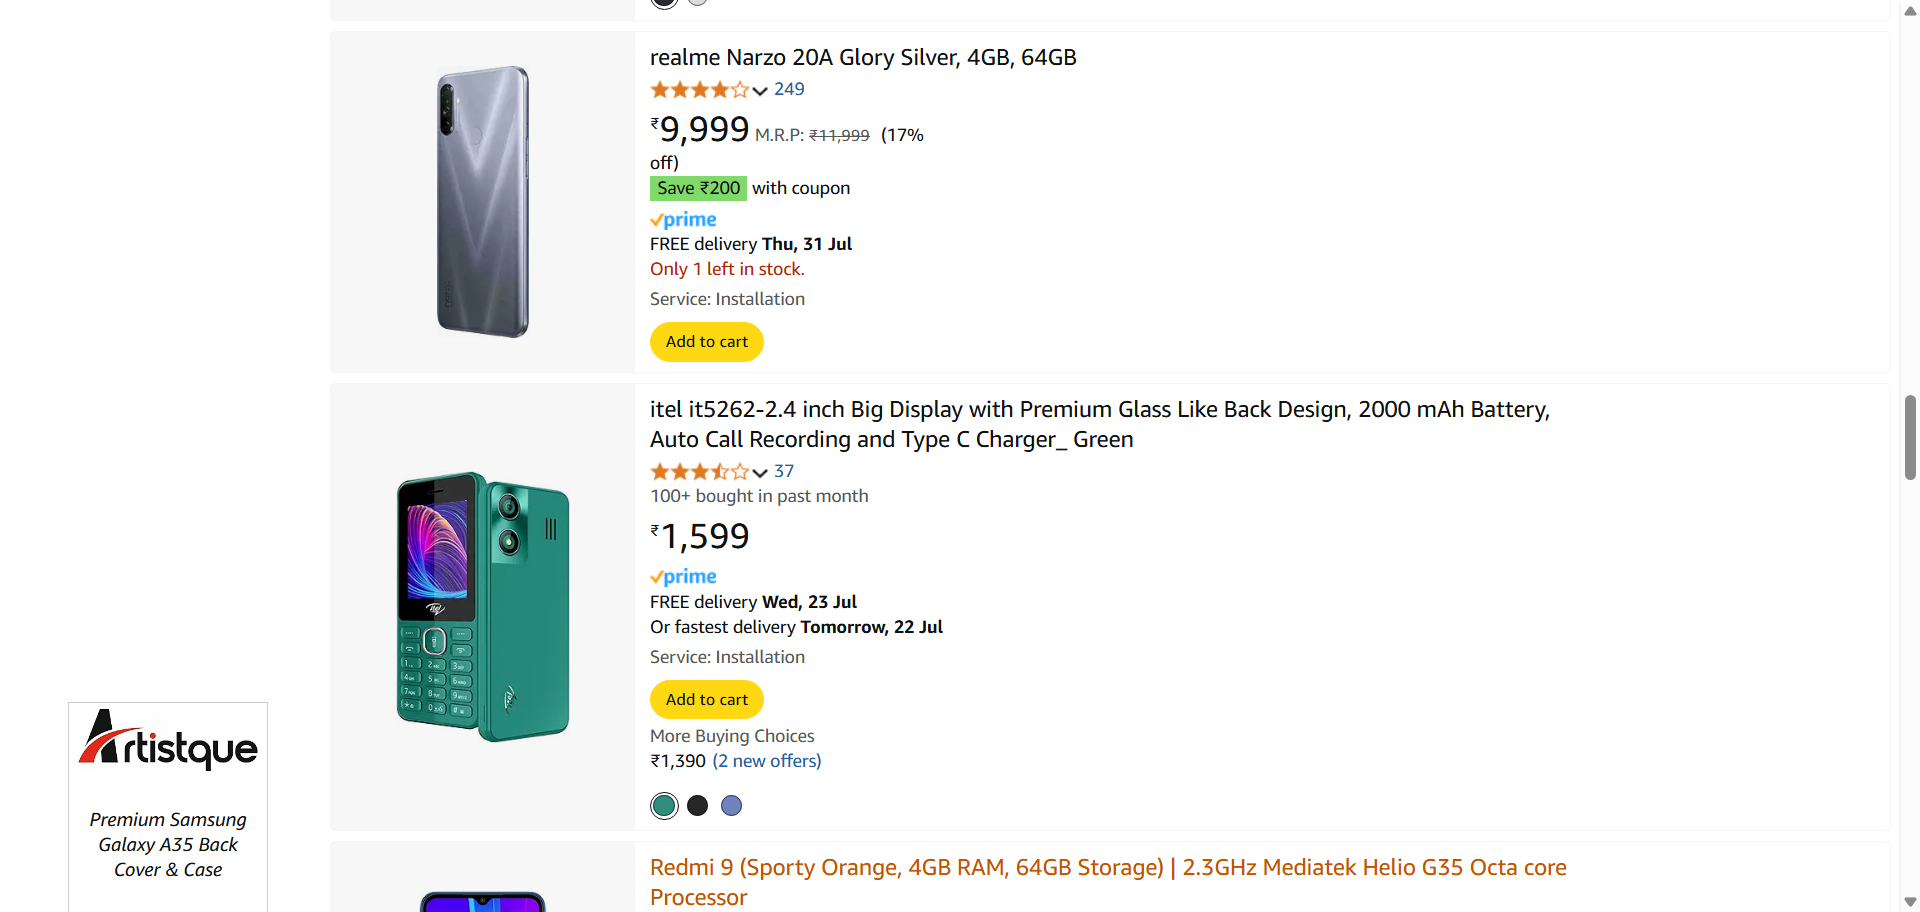 realme Narzo 20A Glory Silver, 4GB, 64GB
249
₹9,999 M.R.P: ₹11,999 (17%
off)
Save ₹200 with coupon
prime
FREE delivery Thu, 31 Jul
Only 1 left in stock.
Service: Installation
Add to cart
itel it5262-2.4 inch Big Display with Premium Glass Like Back Design, 2000 mAh Battery,
Auto Call Recording and Type C Charger_ Green
37
100+ bought in past month
₹1,599
prime
FREE delivery Wed, 23 Jul
Or fastest delivery Tomorrow, 22 Jul
Service: Installation
Add to cart
More Buying Choices
₹1,390 (2 new offers)
Artistque
Premium Samsung
Galaxy A35 Back
Cover & Case
Redmi 9 (Sporty Orange, 4GB RAM, 64GB Storage) | 2.3GHz Mediatek Helio G35 Octa core
Processor